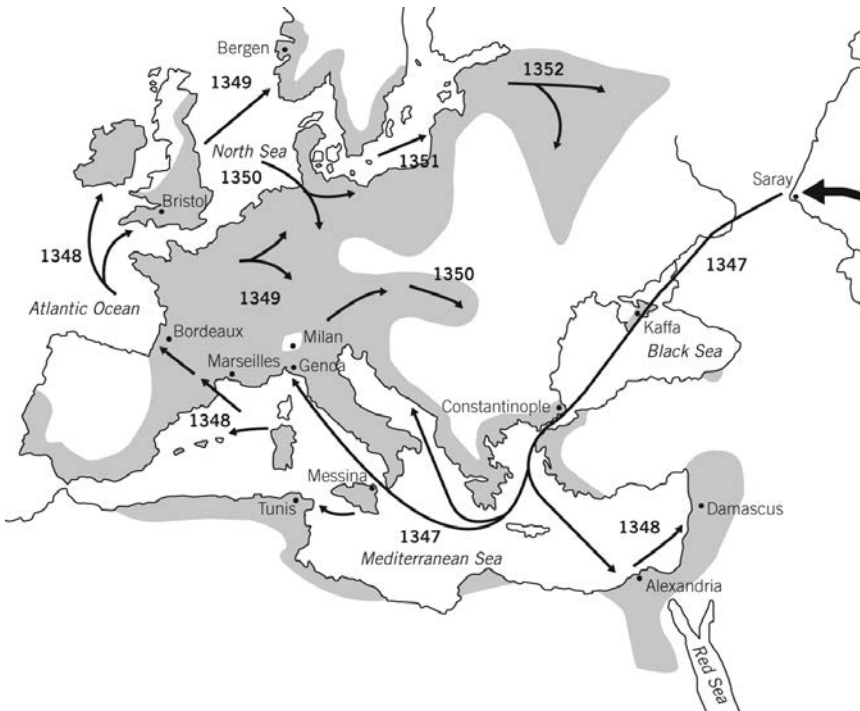 Bergen
1352
1349
North Sea
1351
1350
Saray
Bristol
1348
1347
1350
1349
Atlantic Ocean
Kaffa
Bordeaux
Milan
Black Sea
Marseilles
Genoa
Constantinople
1348
Messina
Tunis
Damascus
1348
1347
Mediterranean Sea
Alexandria
Red Sea